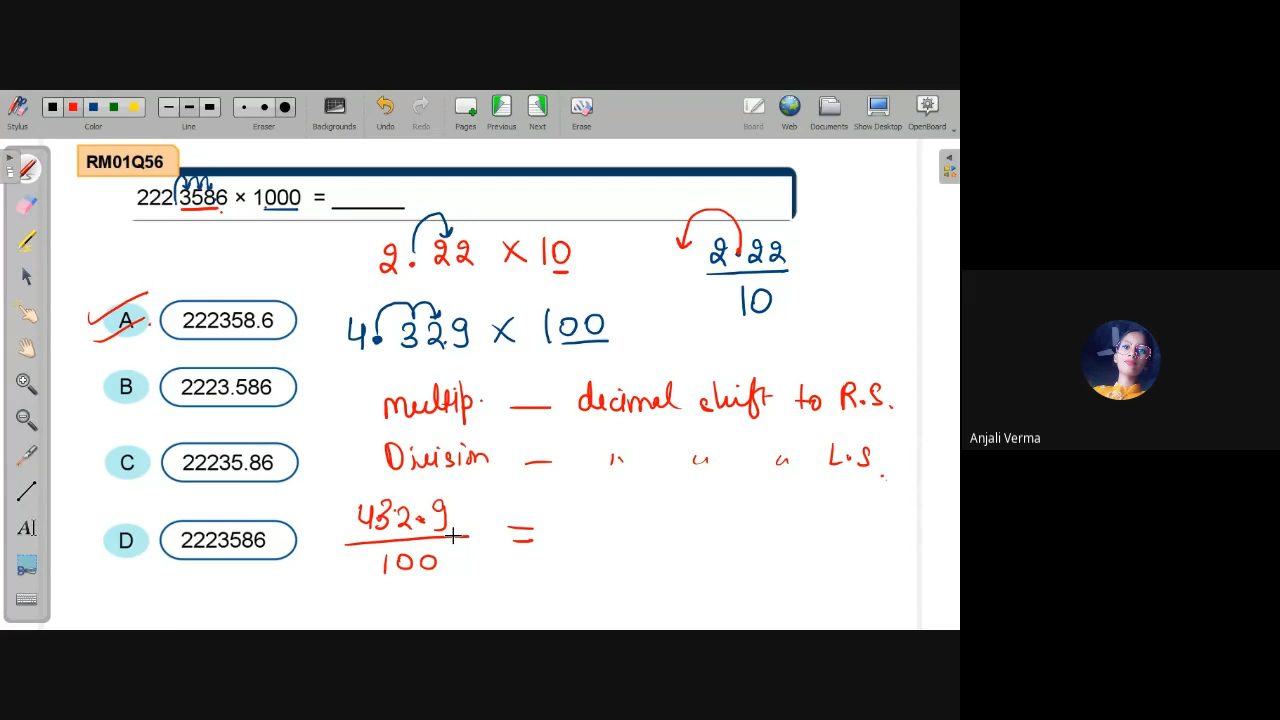 Stylus
Color
Line
Eraser
Backgrounds
Undo
Redo
Pages
Previous
Next
Erase
Board
Web
Documents
Show Desktop
OpenBoard
RM01Q56
222.3586 × 1000 = ______
2.22 × 10
2.22
10
A 222358.6
4.329 × 100
B 2223.586
multip. — decimal shift to R.S.
C 22235.86
Division — " " " L.S.
D 2223586
432.9
100
=
Anjali Verma